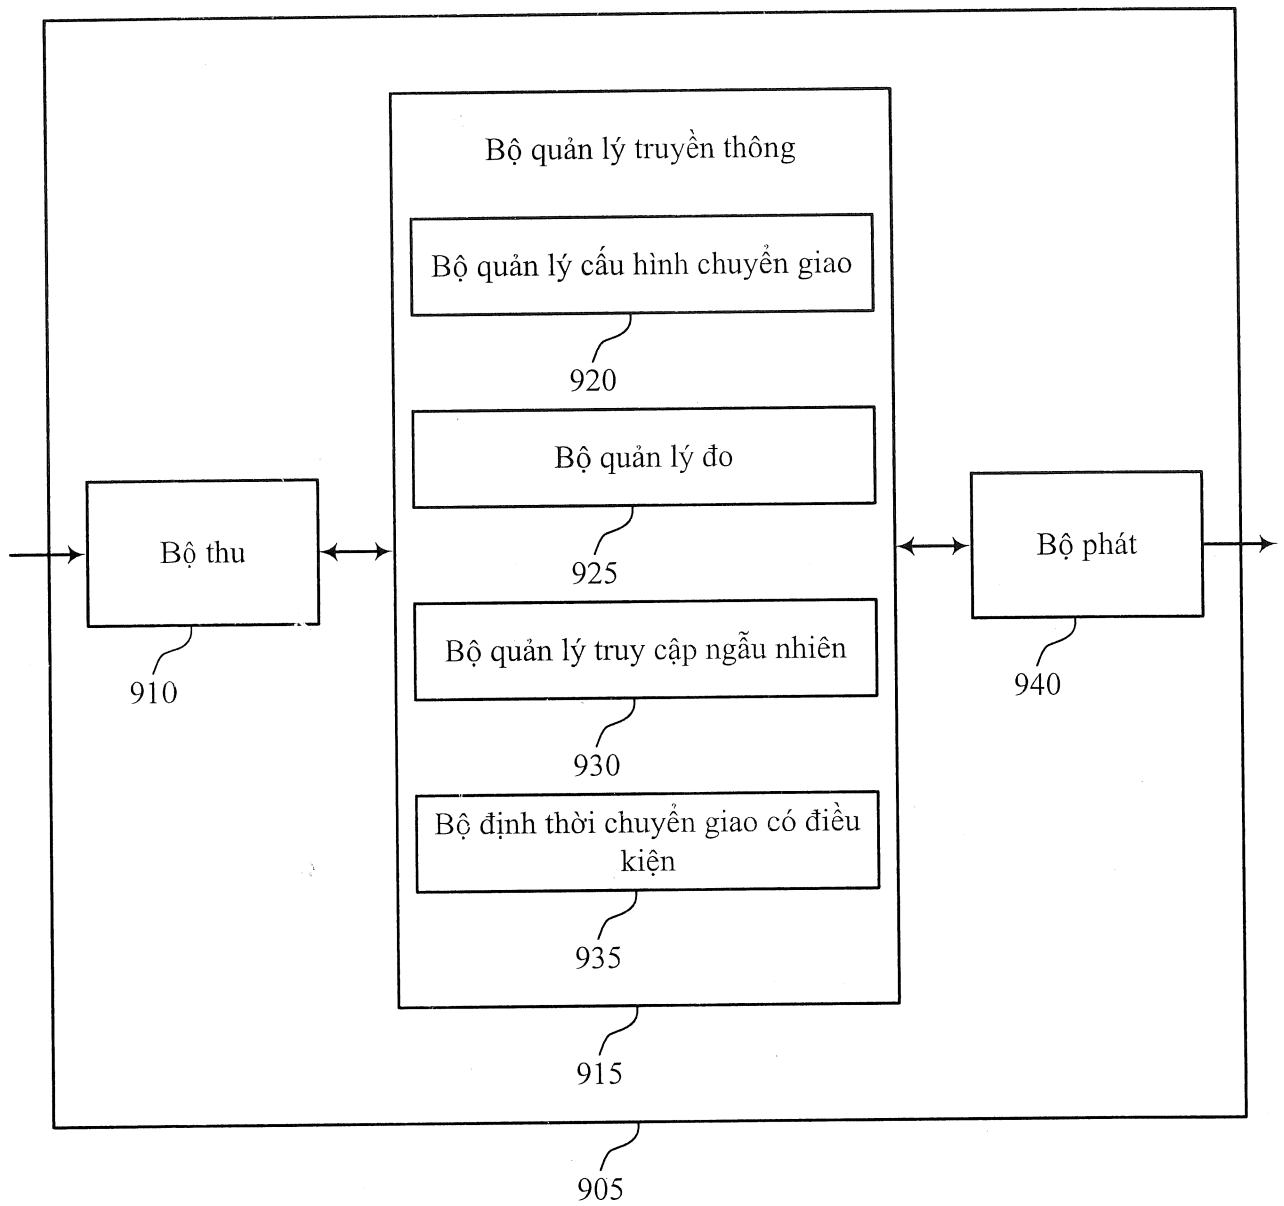 Bộ quản lý truyền thông
Bộ quản lý cấu hình chuyển giao
920
Bộ quản lý đo
925
Bộ thu
910
Bộ phát
940
Bộ quản lý truy cập ngẫu nhiên
930
Bộ định thời chuyển giao có điều
kiện
935
915
905